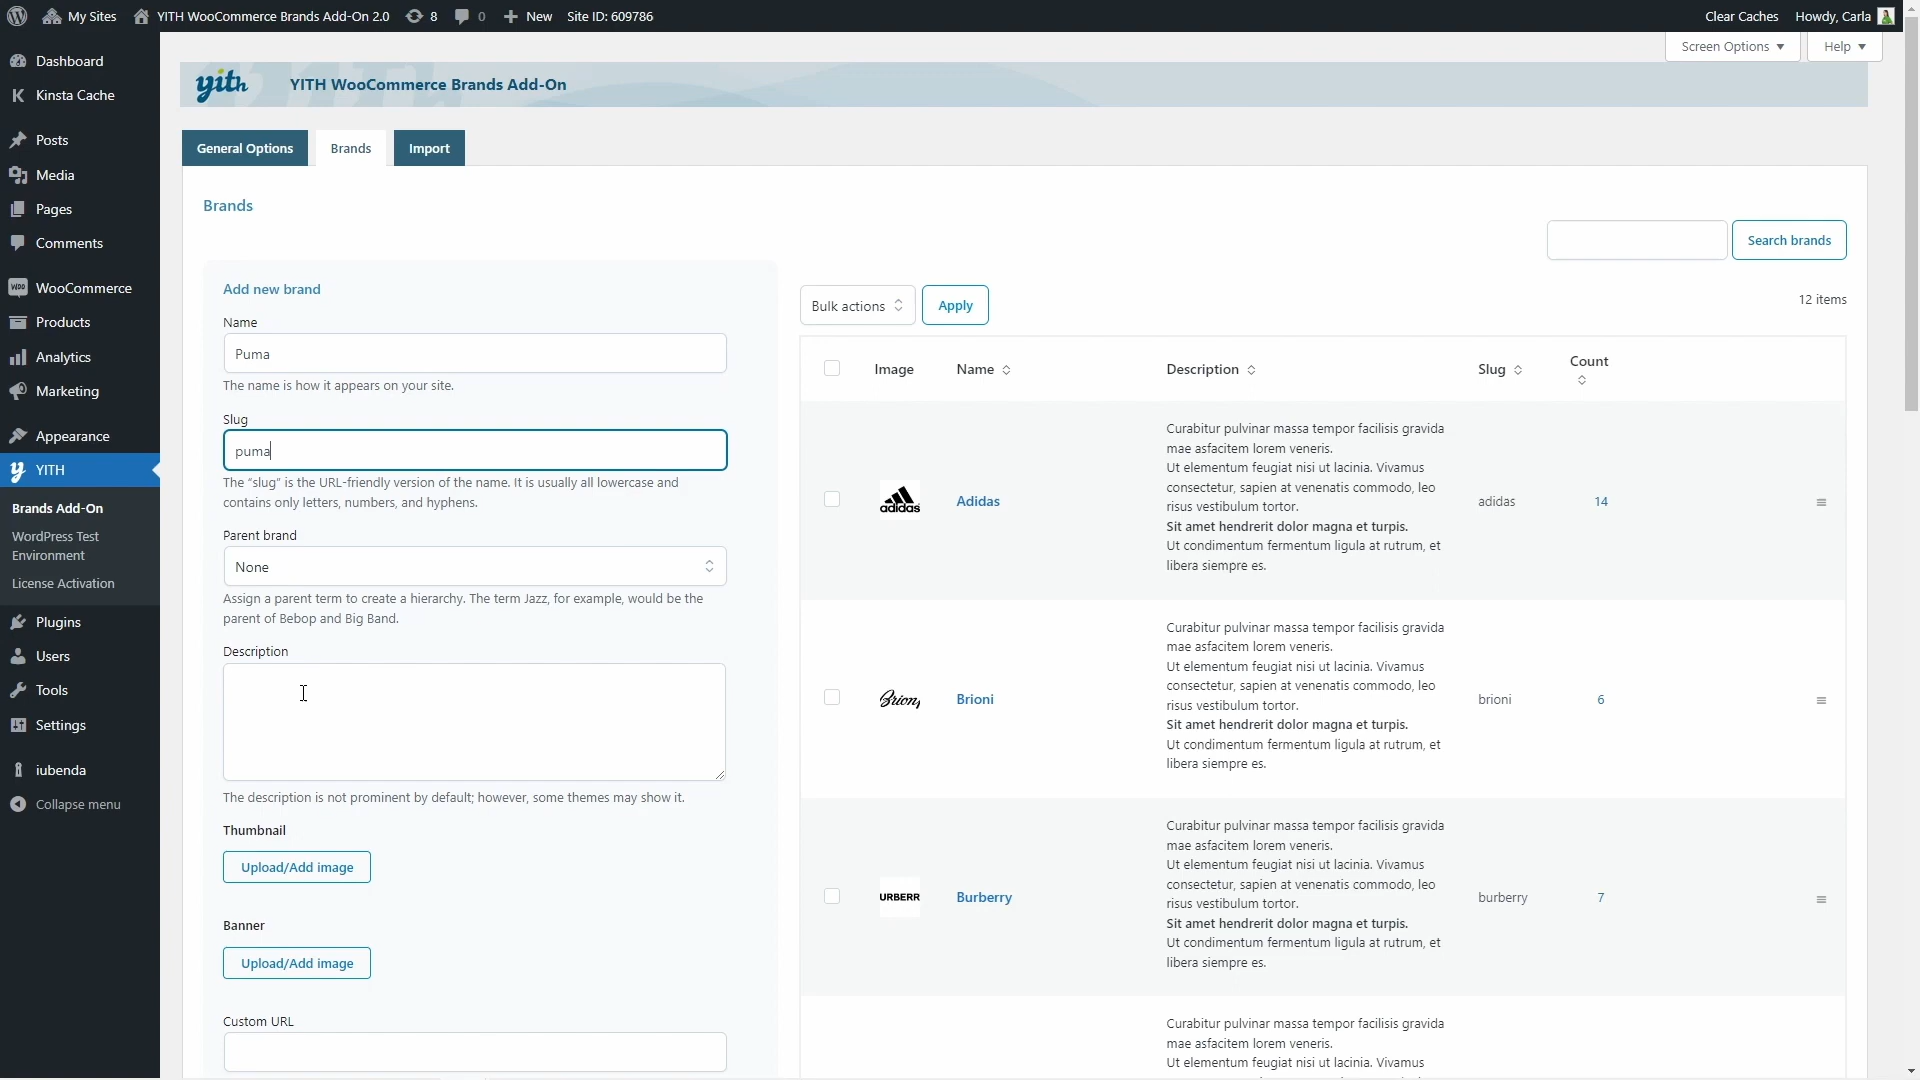 My Sites
YITH WooCommerce Brands Add-On 2.0
8
0
New
Site ID: 609786
Clear Caches
Howdy, Carla
Screen Options
Help
Dashboard
Kinsta Cache
Posts
Media
Pages
Comments
WooCommerce
Products
Analytics
Marketing
Appearance
YITH
Brands Add-On
WordPress Test
Environment
License Activation
Plugins
Users
Tools
Settings
iubenda
Collapse menu
yith
YITH WooCommerce Brands Add-On
General Options
Brands
Import
Brands
Search brands
Add new brand
Name
Puma
The name is how it appears on your site.
Slug
puma
The “slug” is the URL-friendly version of the name. It is usually all lowercase and
contains only letters, numbers, and hyphens.
Parent brand
None
Assign a parent term to create a hierarchy. The term Jazz, for example, would be the
parent of Bebop and Big Band.
Description
The description is not prominent by default; however, some themes may show it.
Thumbnail
Upload/Add image
Banner
Upload/Add image
Custom URL
Bulk actions
Apply
12 items
Image
Name
Description
Slug
Count
adidas
Adidas
Curabitur pulvinar massa tempor facilisis gravida
mae asfacitem lorem veneris.
Ut elementum feugiat nisi ut lacinia. Vivamus
consectetur, sapien at venenatis commodo, leo
risus vestibulum tortor.
Sit amet hendrerit dolor magna et turpis.
Ut condimentum fermentum ligula at rutrum, et
libera siempre es.
adidas
14
Brioni
Brioni
Curabitur pulvinar massa tempor facilisis gravida
mae asfacitem lorem veneris.
Ut elementum feugiat nisi ut lacinia. Vivamus
consectetur, sapien at venenatis commodo, leo
risus vestibulum tortor.
Sit amet hendrerit dolor magna et turpis.
Ut condimentum fermentum ligula at rutrum, et
libera siempre es.
brioni
6
URBERR
Burberry
Curabitur pulvinar massa tempor facilisis gravida
mae asfacitem lorem veneris.
Ut elementum feugiat nisi ut lacinia. Vivamus
consectetur, sapien at venenatis commodo, leo
risus vestibulum tortor.
Sit amet hendrerit dolor magna et turpis.
Ut condimentum fermentum ligula at rutrum, et
libera siempre es.
burberry
7
Curabitur pulvinar massa tempor facilisis gravida
mae asfacitem lorem veneris.
Ut elementum feugiat nisi ut lacinia. Vivamus